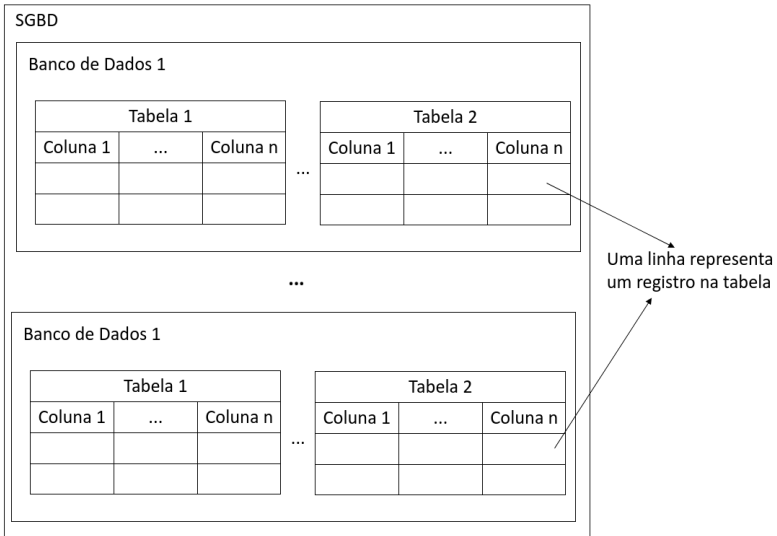 SGBD
Banco de Dados 1
Tabela 1
Coluna 1 ... Coluna n
...
Tabela 2
Coluna 1 ... Coluna n
Uma linha representa
um registro na tabela
...
Banco de Dados 1
Tabela 1
Coluna 1 ... Coluna n
...
Tabela 2
Coluna 1 ... Coluna n